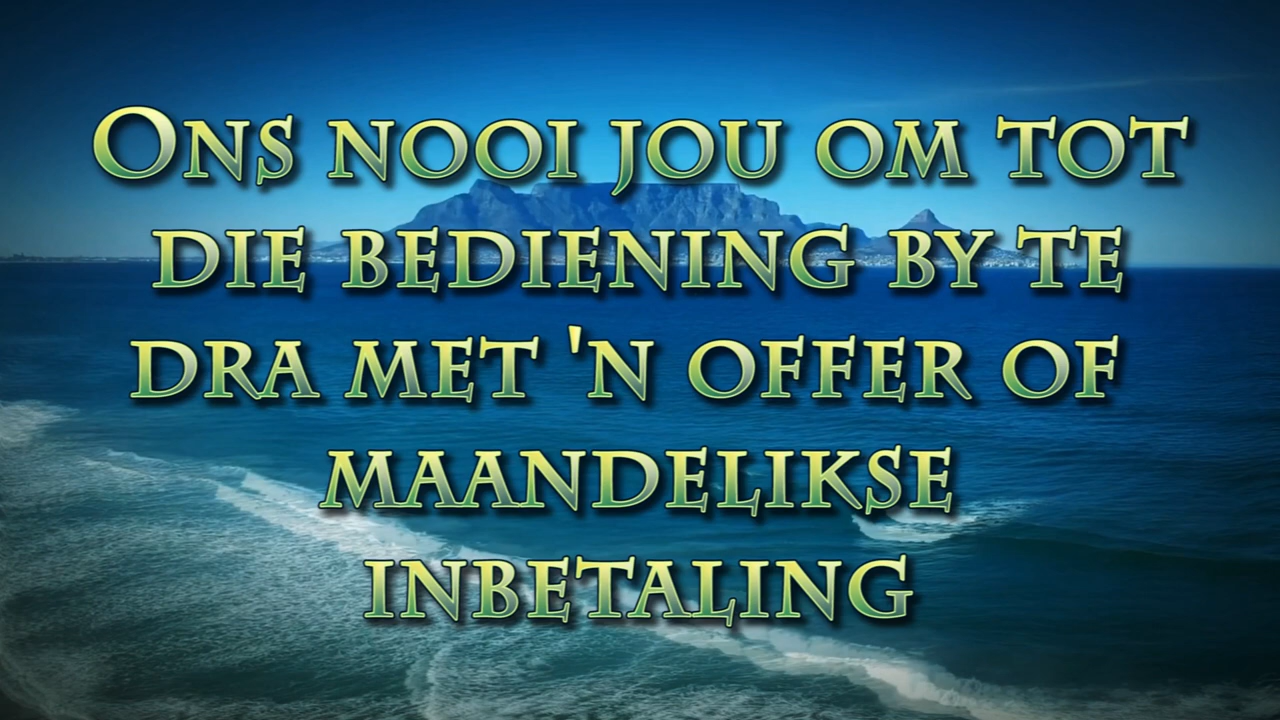 Ons nooi jou om tot
die bediening by te
dra met 'n offer of
maandelikse
inbetaling